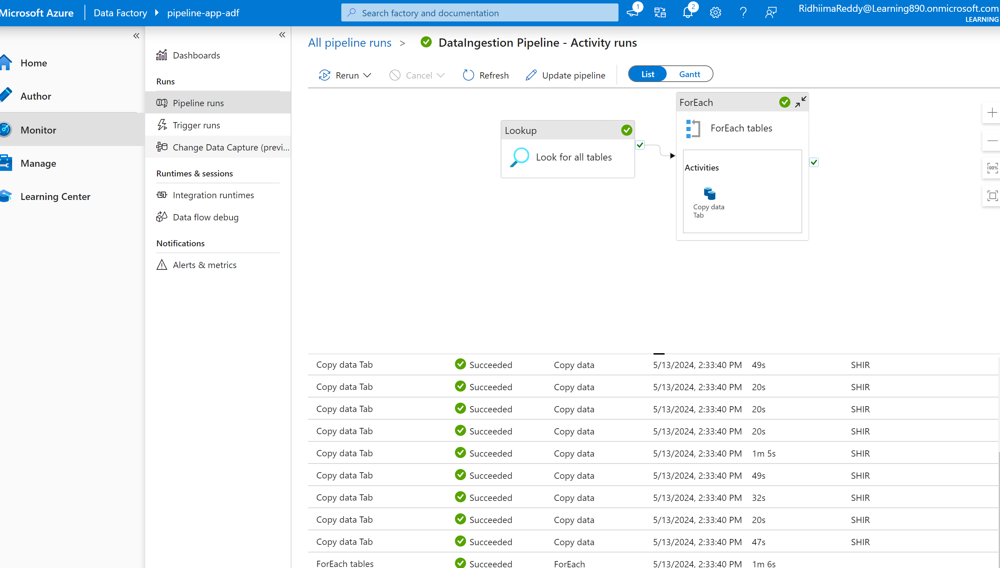 Microsoft Azure
Data Factory
pipeline-app-adf
Search factory and documentation
1
2
RidhiimaReddy@Learning890.onmicrosoft.com
LEARNING
Home
Author
Monitor
Manage
Learning Center
Dashboards
Runs
Pipeline runs
Trigger runs
Change Data Capture (previ...
Runtimes & sessions
Integration runtimes
Data flow debug
Notifications
Alerts & metrics
All pipeline runs > DataIngestion Pipeline - Activity runs
Rerun
Cancel
Refresh
Update pipeline
List
Gantt
Lookup
Look for all tables
ForEach
ForEach tables
Activities
Copy data
Tab
100%
Copy data Tab Succeeded Copy data 5/13/2024, 2:33:40 PM 49s SHIR
Copy data Tab Succeeded Copy data 5/13/2024, 2:33:40 PM 20s SHIR
Copy data Tab Succeeded Copy data 5/13/2024, 2:33:40 PM 20s SHIR
Copy data Tab Succeeded Copy data 5/13/2024, 2:33:40 PM 20s SHIR
Copy data Tab Succeeded Copy data 5/13/2024, 2:33:40 PM 1m 5s SHIR
Copy data Tab Succeeded Copy data 5/13/2024, 2:33:40 PM 49s SHIR
Copy data Tab Succeeded Copy data 5/13/2024, 2:33:40 PM 32s SHIR
Copy data Tab Succeeded Copy data 5/13/2024, 2:33:40 PM 20s SHIR
Copy data Tab Succeeded Copy data 5/13/2024, 2:33:40 PM 47s SHIR
ForEach tables Succeeded ForEach 5/13/2024, 2:33:40 PM 1m 6s